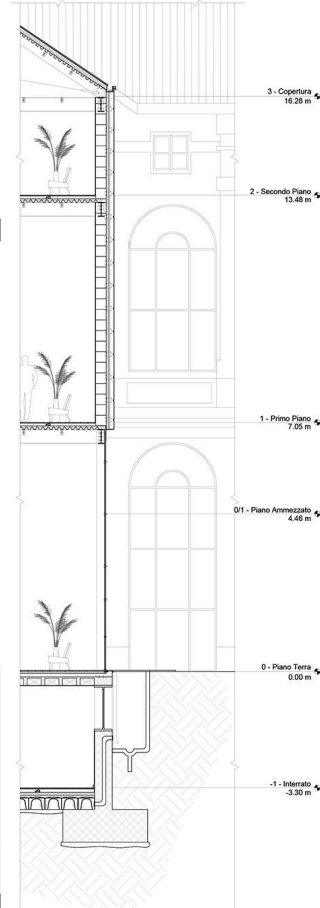 3 - Copertura
16.28 m
2 - Secondo Piano
13.48 m
1 - Primo Piano
7.05 m
0/1 - Piano Ammezzato
4.46 m
0 - Piano Terra
0.00 m
-1 - Interrato
-3.30 m